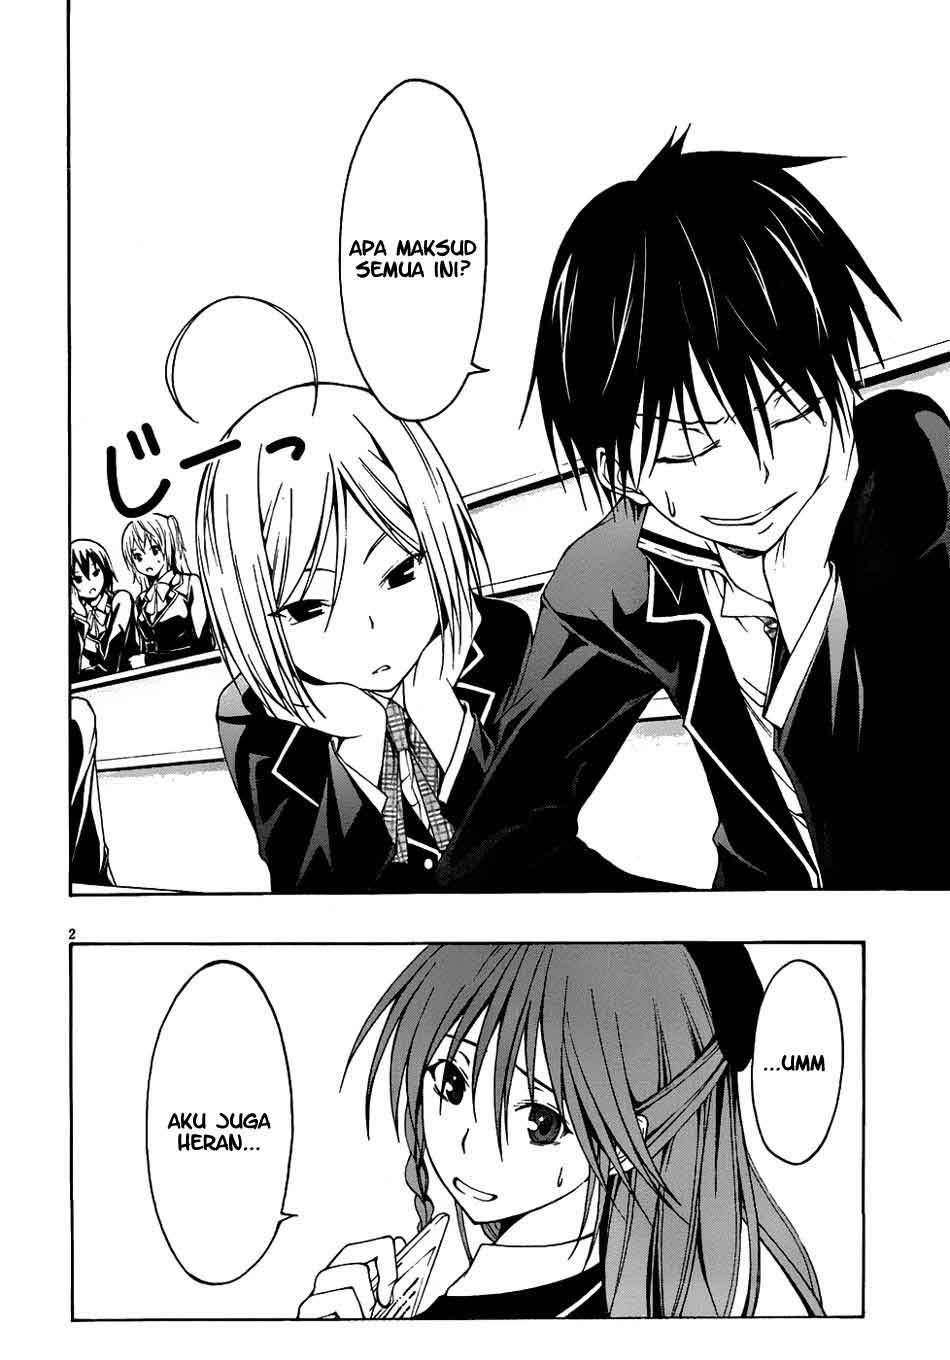 APA MAKSUD
SEMUA INI?
じーっ
2
...UMM
AKU JUGA
HERAN...